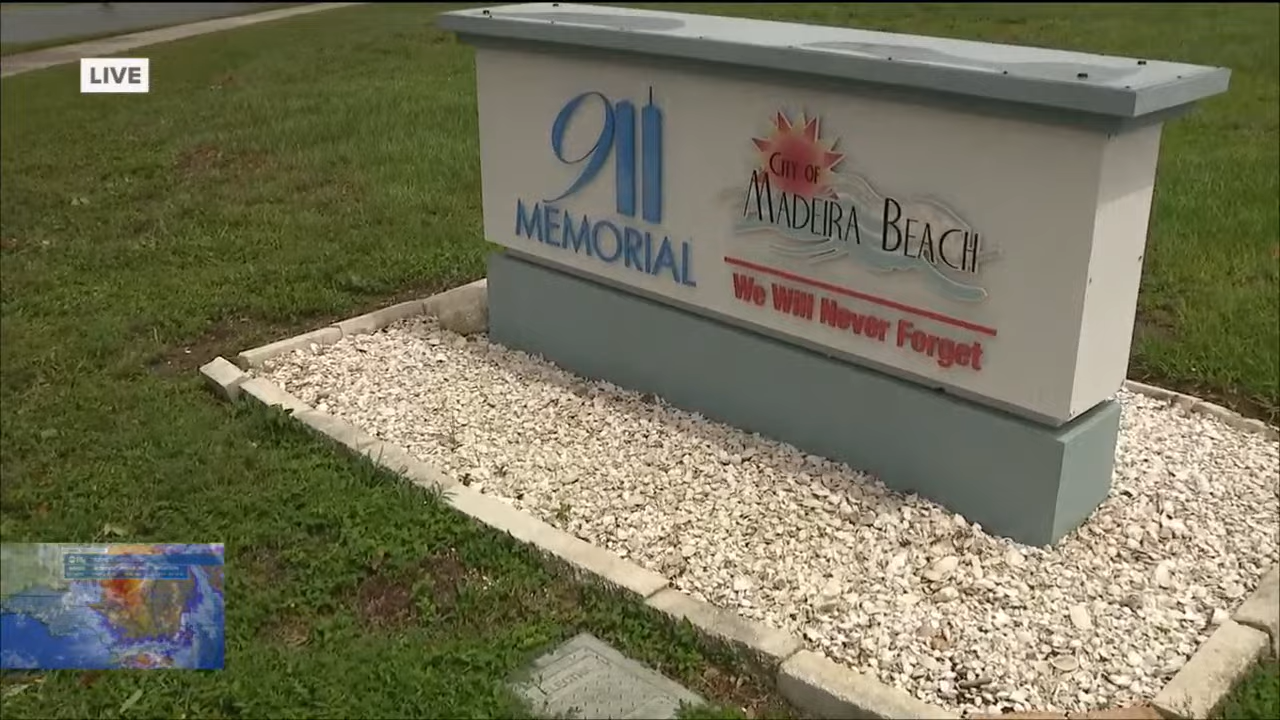 LIVE
911
MEMORIAL
CITY OF
MADEIRA BEACH
We Will Never Forget